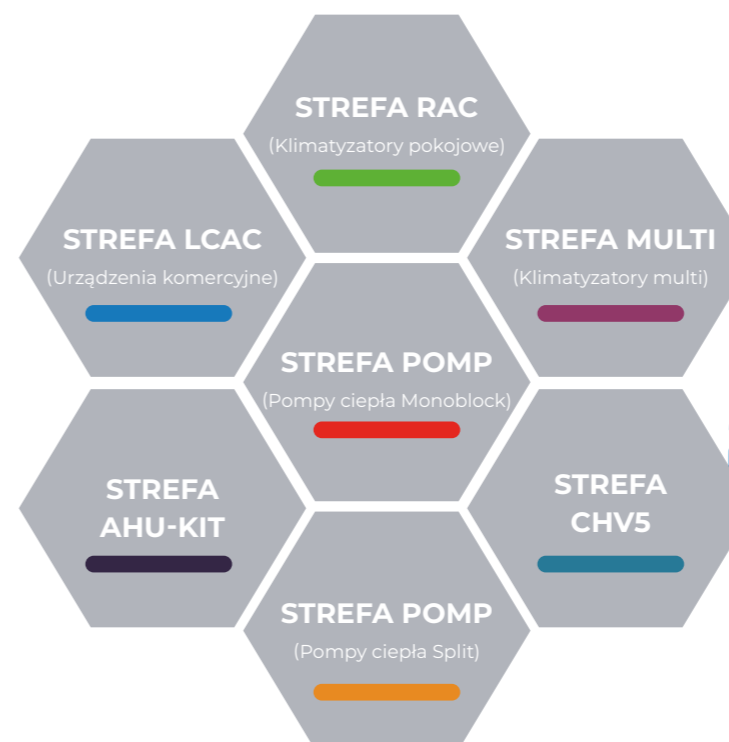 STREFA RAC
(Klimatyzatory pokojowe)
STREFA LCAC
(Urządzenia komercyjne)
STREFA MULTI
(Klimatyzatory multi)
STREFA POMP
(Pompy ciepła Monoblock)
STREFA
AHU-KIT
STREFA
CHV5
STREFA POMP
(Pompy ciepła Split)